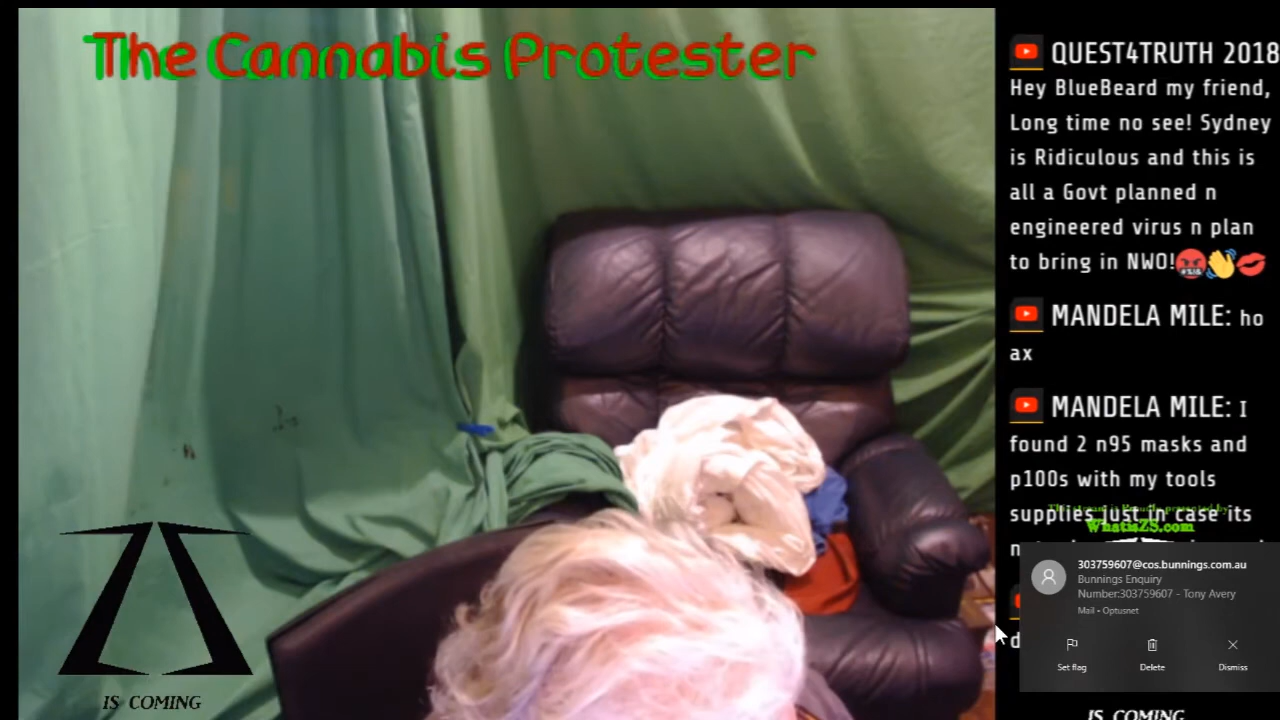 The Cannabis Protester
IS COMING
QUEST4TRUTH 2018
Hey BlueBeard my friend,
Long time no see! Sydney
is Ridiculous and this is
all a Govt planned n
engineered virus n plan
to bring in NWO!🤬👋💋
MANDELA MILE: ho
ax
MANDELA MILE: I
found 2 n95 masks and
p100s with my tools
supplies just in case its
WhatisZS.com
303759607@cos.bunnings.com.au
Bunnings Enquiry
Number:303759607 - Tony Avery
Mail • Optusnet
Set flag Delete Dismiss
IS COMING